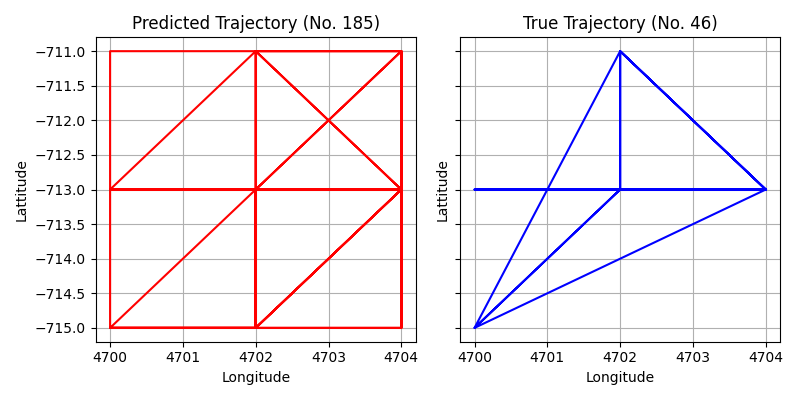 Predicted Trajectory (No. 185)
True Trajectory (No. 46)
−711.0
−711.5
−712.0
−712.5
−713.0
−713.5
−714.0
−714.5
−715.0
Lattitude
Lattitude
4700 4701 4702 4703 4704
4700 4701 4702 4703 4704
Longitude
Longitude